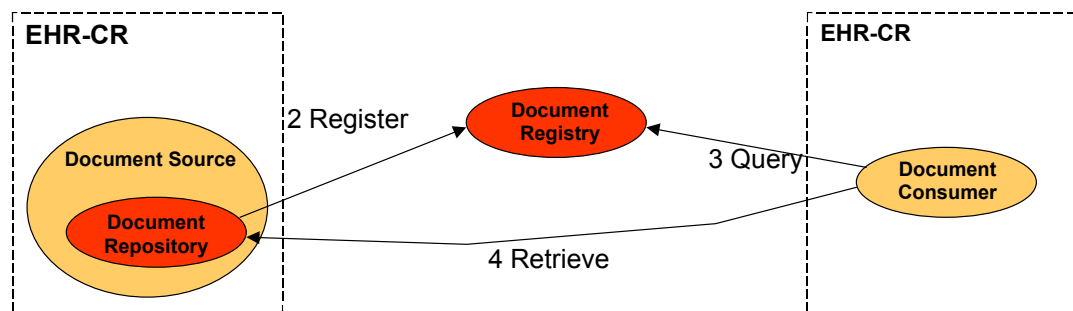 EHR-CR
EHR-CR
2 Register
Document
Registry
3 Query
Document Source
Document
Consumer
Document
Repository
4 Retrieve